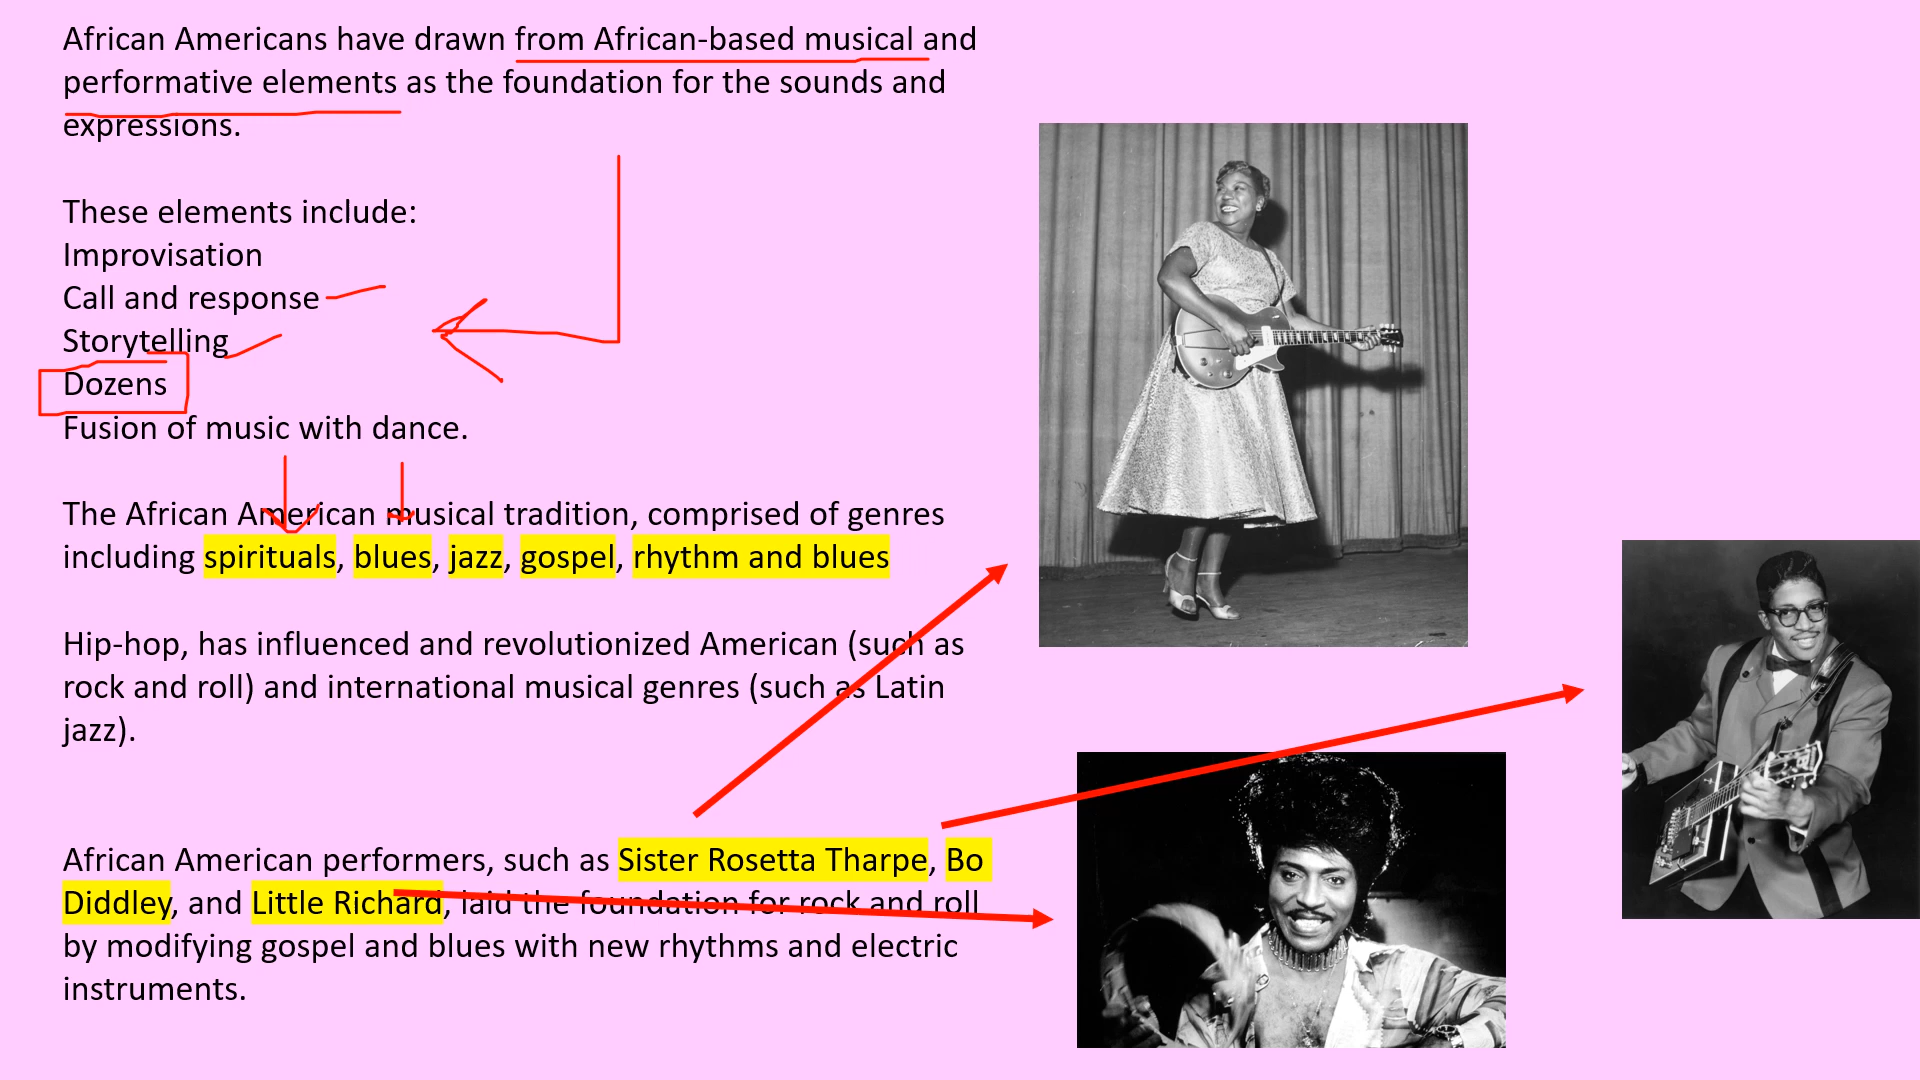 African Americans have drawn from African-based musical and
performative elements as the foundation for the sounds and
expressions.
These elements include:
Improvisation
Call and response
Storytelling
Dozens
Fusion of music with dance.
The African American musical tradition, comprised of genres
including spirituals, blues, jazz, gospel, rhythm and blues
Hip-hop, has influenced and revolutionized American (such as
rock and roll) and international musical genres (such as Latin
jazz).
African American performers, such as Sister Rosetta Tharpe, Bo
Diddley, and Little Richard, laid the foundation for rock and roll
by modifying gospel and blues with new rhythms and electric
instruments.